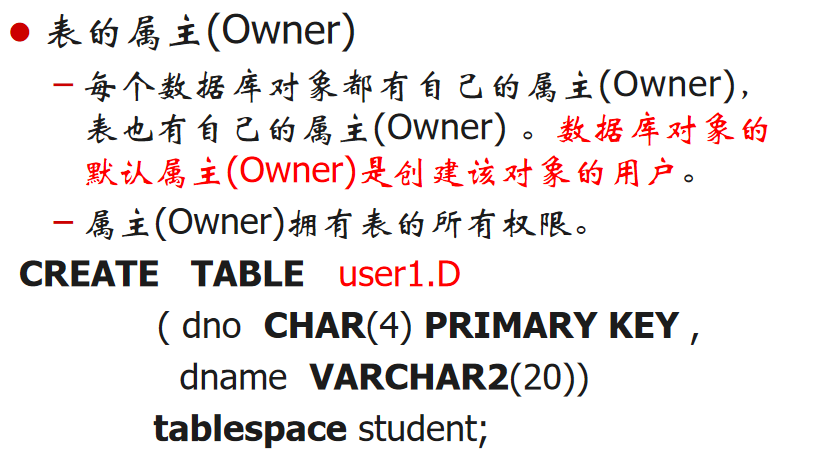 ● 表的属主(Owner)
– 每个数据库对象都有自己的属主(Owner)，
表也有自己的属主(Owner) 。数据库对象的
默认属主(Owner)是创建该对象的用户。
– 属主(Owner)拥有表的所有权限。
CREATE TABLE user1.D
( dno CHAR(4) PRIMARY KEY ,
dname VARCHAR2(20))
tablespace student;